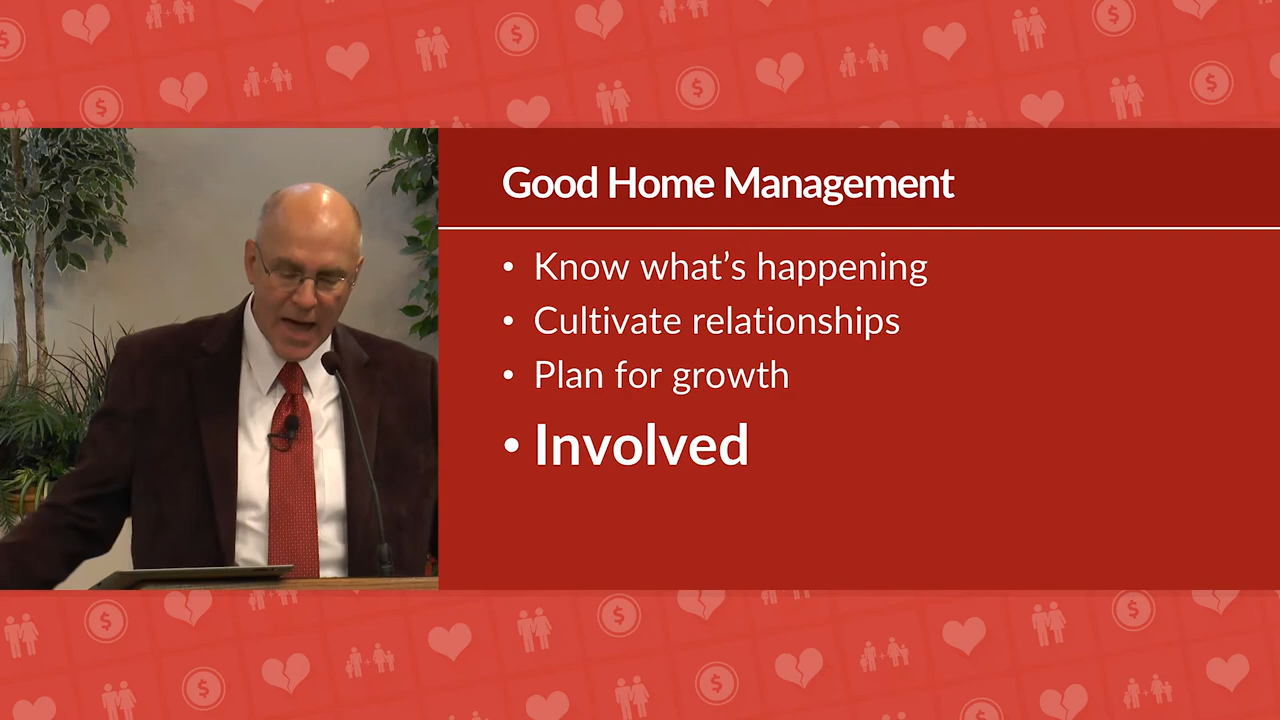 Good Home Management
• Know what's happening
• Cultivate relationships
• Plan for growth
• Involved